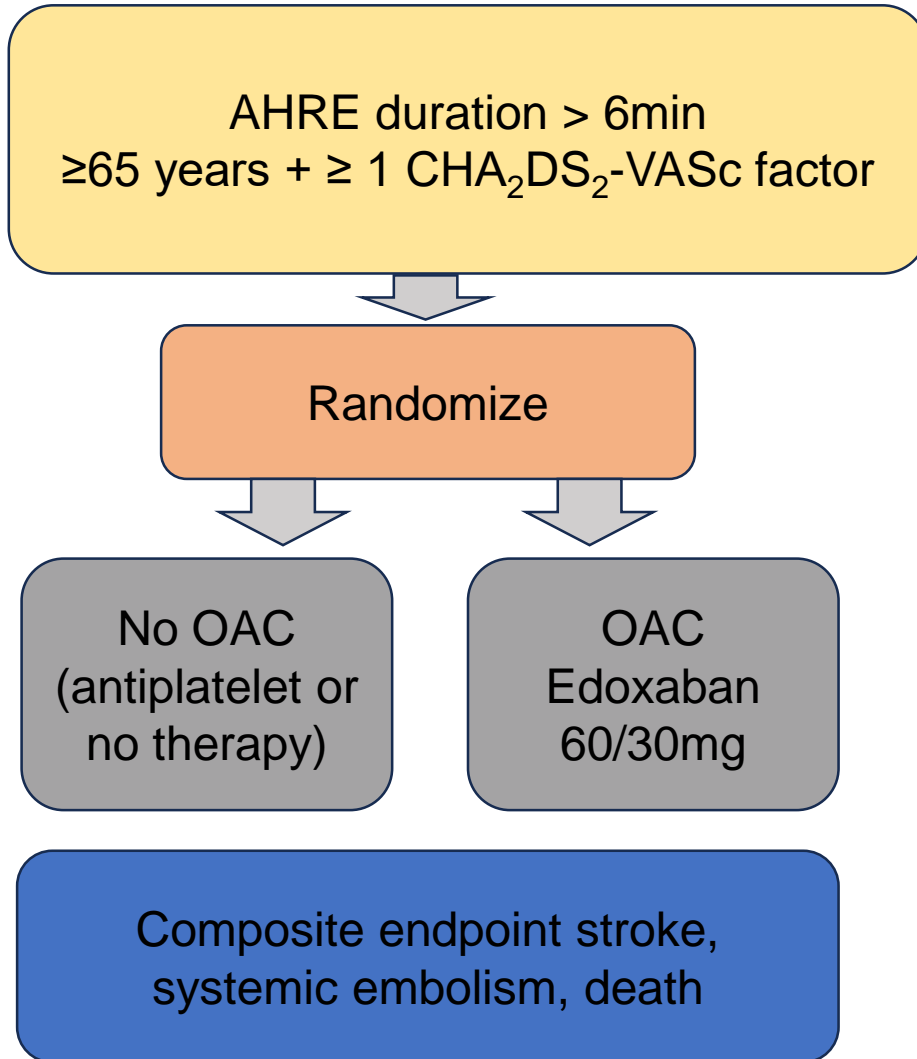 AHRE duration > 6min
≥65 years + ≥ 1 CHA₂DS₂-VASc factor
Randomize
No OAC
(antiplatelet or
no therapy)
OAC
Edoxaban
60/30mg
Composite endpoint stroke,
systemic embolism, death